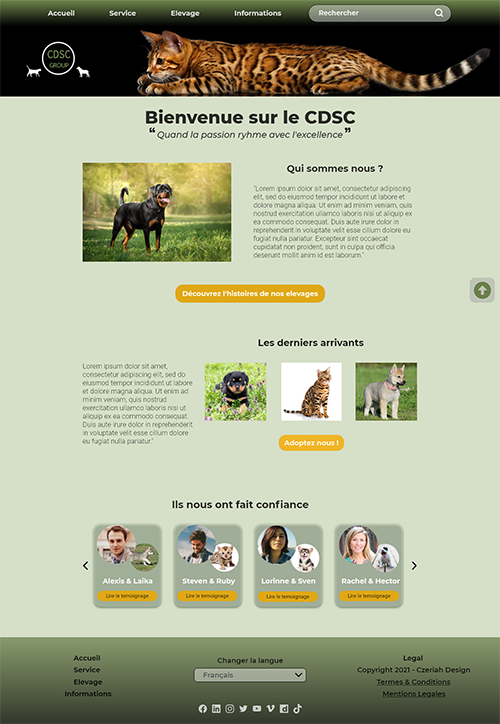 Accueil Service Elevage Informations Rechercher
CDSC
GROUP
Bienvenue sur le CDSC
“ Quand la passion ryhme avec l'excellence ”
Qui sommes nous ?
"Lorem ipsum dolor sit amet, consectetur adipiscing
elit, sed do eiusmod tempor incididunt ut labore et
dolore magna aliqua. Ut enim ad minim veniam, quis
nostrud exercitation ullamco laboris nisi ut aliquip ex
ea commodo consequat. Duis aute irure dolor in
reprehenderit in voluptate velit esse cillum dolore eu
fugiat nulla pariatur. Excepteur sint occaecat
cupidatat non proident, sunt in culpa qui officia
deserunt mollit anim id est laborum."
Découvrez l'histoires de nos elevages
Les derniers arrivants
Lorem ipsum dolor sit amet,
consectetur adipiscing elit, sed do
eiusmod tempor incididunt ut labore
et dolore magna aliqua. Ut enim ad
minim veniam, quis nostrud exercitation
ullamco laboris nisi ut aliquip ex
ea commodo consequat.
Duis aute irure dolor in reprehenderit
in voluptate velit esse cillum dolore
eu fugiat nulla pariatur."
Adoptez nous !
Ils nous ont fait confiance
Alexis & Laika
Lire le temoignage
Steven & Ruby
Lire le temoignage
Lorinne & Sven
Lire le temoignage
Rachel & Hector
Lire le temoignage
Accueil
Service
Elevage
Informations
Changer la langue
Français
Legal
Copyright 2021 - Czeriah Design
Termes & Conditions
Mentions Legales